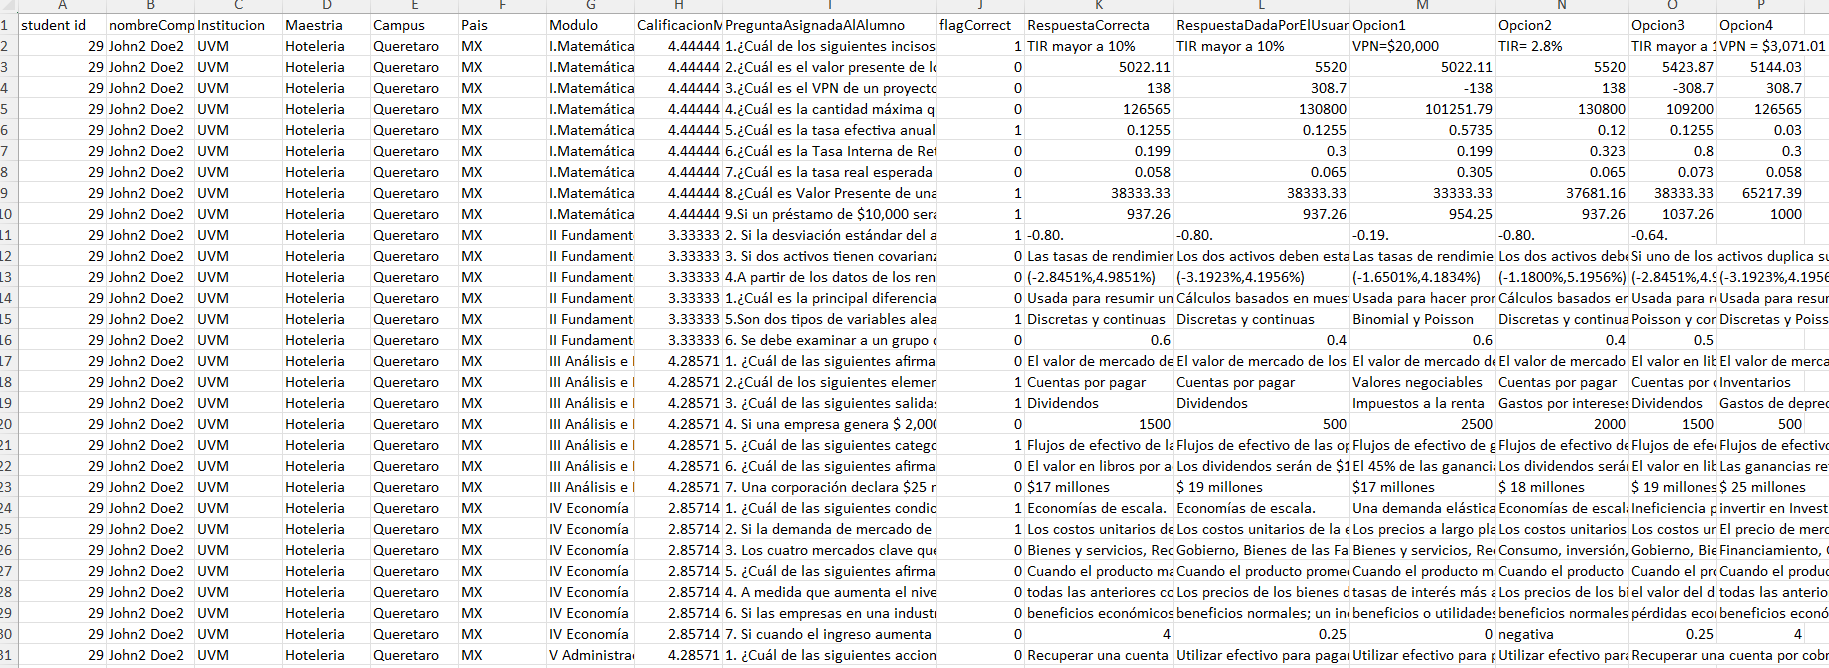 A B C D E F G H I J K L M N O P
1 student id nombreComp Institucion Maestria Campus Pais Modulo CalificacionM PreguntaAsignadaAlAlumno flagCorrect RespuestaCorrecta RespuestaDadaPorElUsuar Opcion1 Opcion2 Opcion3 Opcion4
2 29 John2 Doe2 UVM Hoteleria Queretaro MX I.Matemática 4.44444 1.¿Cuál de los siguientes incisos 1 TIR mayor a 10% TIR mayor a 10% VPN=$20,000 TIR= 2.8% TIR mayor a 1 VPN = $3,071.01
3 29 John2 Doe2 UVM Hoteleria Queretaro MX I.Matemática 4.44444 2.¿Cuál es el valor presente de lo 0 5022.11 5520 5022.11 5520 5423.87 5144.03
4 29 John2 Doe2 UVM Hoteleria Queretaro MX I.Matemática 4.44444 3.¿Cuál es el VPN de un proyecto 0 138 308.7 -138 138 -308.7 308.7
5 29 John2 Doe2 UVM Hoteleria Queretaro MX I.Matemática 4.44444 4.¿Cuál es la cantidad máxima q 0 126565 130800 101251.79 130800 109200 126565
6 29 John2 Doe2 UVM Hoteleria Queretaro MX I.Matemática 4.44444 5.¿Cuál es la tasa efectiva anual 1 0.1255 0.1255 0.5735 0.12 0.1255 0.03
7 29 John2 Doe2 UVM Hoteleria Queretaro MX I.Matemática 4.44444 6.¿Cuál es la Tasa Interna de Ret 0 0.199 0.3 0.199 0.323 0.8 0.3
8 29 John2 Doe2 UVM Hoteleria Queretaro MX I.Matemática 4.44444 7.¿Cuál es la tasa real esperada 0 0.058 0.065 0.305 0.065 0.073 0.058
9 29 John2 Doe2 UVM Hoteleria Queretaro MX I.Matemática 4.44444 8.¿Cuál es Valor Presente de una 1 38333.33 38333.33 33333.33 37681.16 38333.33 65217.39
10 29 John2 Doe2 UVM Hoteleria Queretaro MX I.Matemática 4.44444 9.Si un préstamo de $10,000 será 1 937.26 937.26 954.25 937.26 1037.26 1000
11 29 John2 Doe2 UVM Hoteleria Queretaro MX II Fundament 3.33333 2. Si la desviación estándar del a 1 -0.80. -0.80. -0.19. -0.80. -0.64.
12 29 John2 Doe2 UVM Hoteleria Queretaro MX II Fundament 3.33333 3. Si dos activos tienen covarianz 0 Las tasas de rendimier Los dos activos deben esta Las tasas de rendimie Los dos activos debe Si uno de los activos duplica su
13 29 John2 Doe2 UVM Hoteleria Queretaro MX II Fundament 3.33333 4.A partir de los datos de los ren 0 (-2.8451%,4.9851%) (-3.1923%,4.1956%) (-1.6501%,4.1834%) (-1.1800%,5.1956%) (-2.8451%,4.9 (-3.1923%,4.1956
14 29 John2 Doe2 UVM Hoteleria Queretaro MX II Fundament 3.33333 1.¿Cuál es la principal diferencia 0 Usada para resumir un Cálculos basados en mues Usada para hacer pror Cálculos basados er Usada para r Usada para resur
15 29 John2 Doe2 UVM Hoteleria Queretaro MX II Fundament 3.33333 5.Son dos tipos de variables alea 1 Discretas y continuas Discretas y continuas Binomial y Poisson Discretas y continua Poisson y cor Discretas y Poiss
16 29 John2 Doe2 UVM Hoteleria Queretaro MX II Fundament 3.33333 6. Se debe examinar a un grupo 0 0.6 0.4 0.6 0.4 0.5
17 29 John2 Doe2 UVM Hoteleria Queretaro MX III Análisis e 4.28571 1. ¿Cuál de las siguientes afirma 0 El valor de mercado de El valor de mercado de los El valor de mercado de El valor de mercado El valor en lib El valor de merca
18 29 John2 Doe2 UVM Hoteleria Queretaro MX III Análisis e 4.28571 2.¿Cuál de los siguientes elemer 1 Cuentas por pagar Cuentas por pagar Valores negociables Cuentas por pagar Cuentas por Inventarios
19 29 John2 Doe2 UVM Hoteleria Queretaro MX III Análisis e 4.28571 3. ¿Cuál de las siguientes salida 1 Dividendos Dividendos Impuestos a la renta Gastos por intereses Dividendos Gastos de deprec
20 29 John2 Doe2 UVM Hoteleria Queretaro MX III Análisis e 4.28571 4. Si una empresa genera $ 2,000 0 1500 500 2500 2000 1500 500
21 29 John2 Doe2 UVM Hoteleria Queretaro MX III Análisis e 4.28571 5. ¿Cuál de las siguientes catego 1 Flujos de efectivo de la Flujos de efectivo de las op Flujos de efectivo de g Flujos de efectivo de Flujos de efe Flujos de efectivo
22 29 John2 Doe2 UVM Hoteleria Queretaro MX III Análisis e 4.28571 6. ¿Cuál de las siguientes afirma 0 El valor en libros por a Los dividendos serán de $1 El 45% de las gananci Los dividendos será El valor en lib Las ganancias re
23 29 John2 Doe2 UVM Hoteleria Queretaro MX III Análisis e 4.28571 7. Una corporación declara $25 r 0 $17 millones $ 19 millones $17 millones $ 18 millones $ 19 millones $ 25 millones
24 29 John2 Doe2 UVM Hoteleria Queretaro MX IV Economía 2.85714 1. ¿Cuál de las siguientes condic 1 Economías de escala. Economías de escala. Una demanda elástica Economías de escal Ineficiencia p invertir en Invest
25 29 John2 Doe2 UVM Hoteleria Queretaro MX IV Economía 2.85714 2. Si la demanda de mercado de 1 Los costos unitarios de Los costos unitarios de la Los precios a largo pla Los costos unitarios Los costos ur El precio de merc
26 29 John2 Doe2 UVM Hoteleria Queretaro MX IV Economía 2.85714 3. Los cuatro mercados clave que 0 Bienes y servicios, Rec Gobierno, Bienes de las Fa Bienes y servicios, Re Consumo, inversión, Gobierno, Bie Financiamiento,
27 29 John2 Doe2 UVM Hoteleria Queretaro MX IV Economía 2.85714 5. ¿Cuál de las siguientes afirma 0 Cuando el producto ma Cuando el producto prome Cuando el producto m Cuando el producto Cuando el pro Cuando el produc
28 29 John2 Doe2 UVM Hoteleria Queretaro MX IV Economía 2.85714 4. A medida que aumenta el nive 0 todas las anteriores co Los precios de los bienes d tasas de interés más a Los precios de los bi el valor del d todas las anterio
29 29 John2 Doe2 UVM Hoteleria Queretaro MX IV Economía 2.85714 6. Si las empresas en una indust 0 beneficios económicos beneficios normales; un in beneficios o utilidades beneficios normales pérdidas eco beneficios econó
30 29 John2 Doe2 UVM Hoteleria Queretaro MX IV Economía 2.85714 7. Si cuando el ingreso aumenta 0 4 0.25 0 negativa 0.25 4
31 29 John2 Doe2 UVM Hoteleria Queretaro MX V Administra 4.28571 1. ¿Cuál de las siguientes accion 0 Recuperar una cuenta Utilizar efectivo para pagar Utilizar efectivo para p Utilizar efectivo para Recuperar una cuenta por cobr